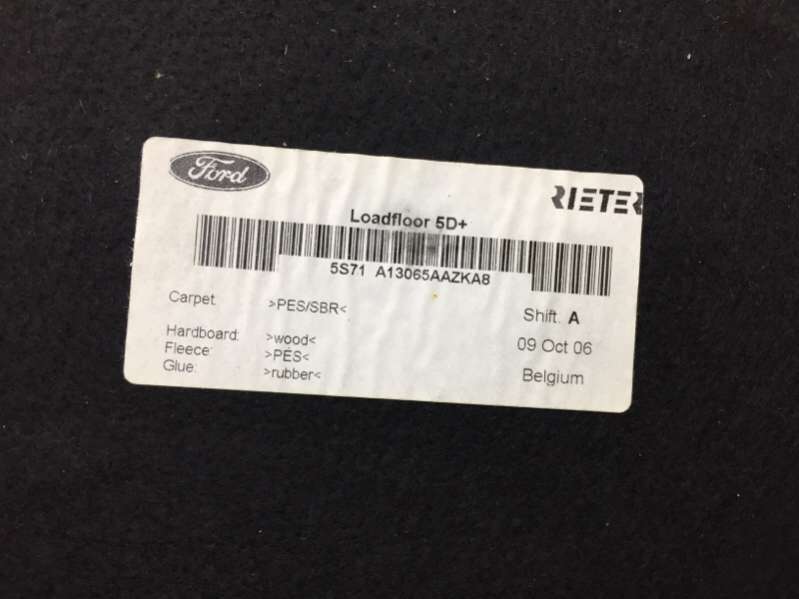 Ford
RIETER
Loadfloor 5D+
5S71 A13065AAZKA8
Carpet: >PES/SBR<
Shift: A
Hardboard: >wood<
09 Oct 06
Fleece: >PES<
Glue: >rubber<
Belgium